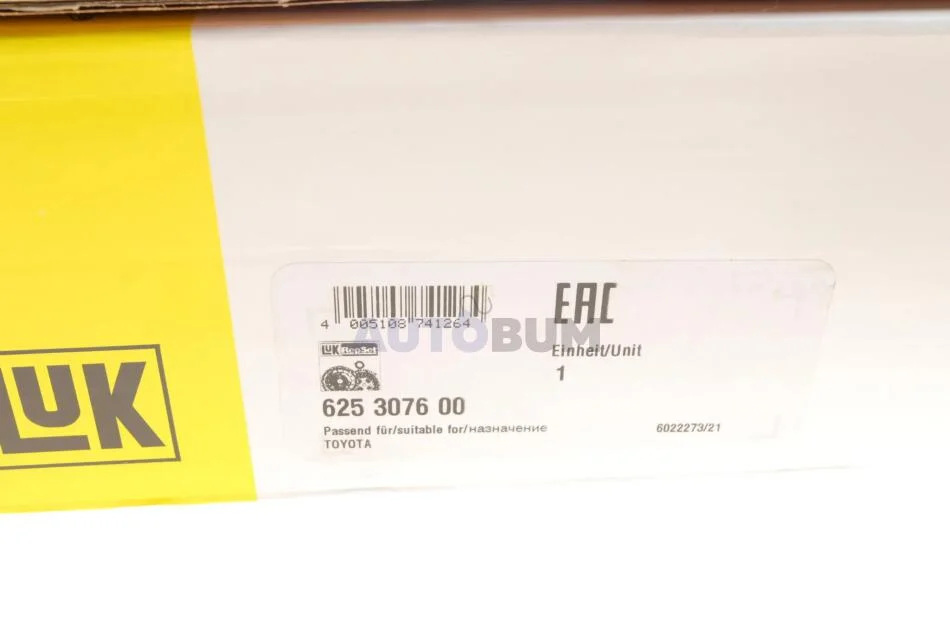 LUK
4 005108 741264
EAC
AUTOBUM
Einheit/Unit
1
LUK RepSet
625 3076 00
Passend für/suitable for/назначение
TOYOTA
6022273/21